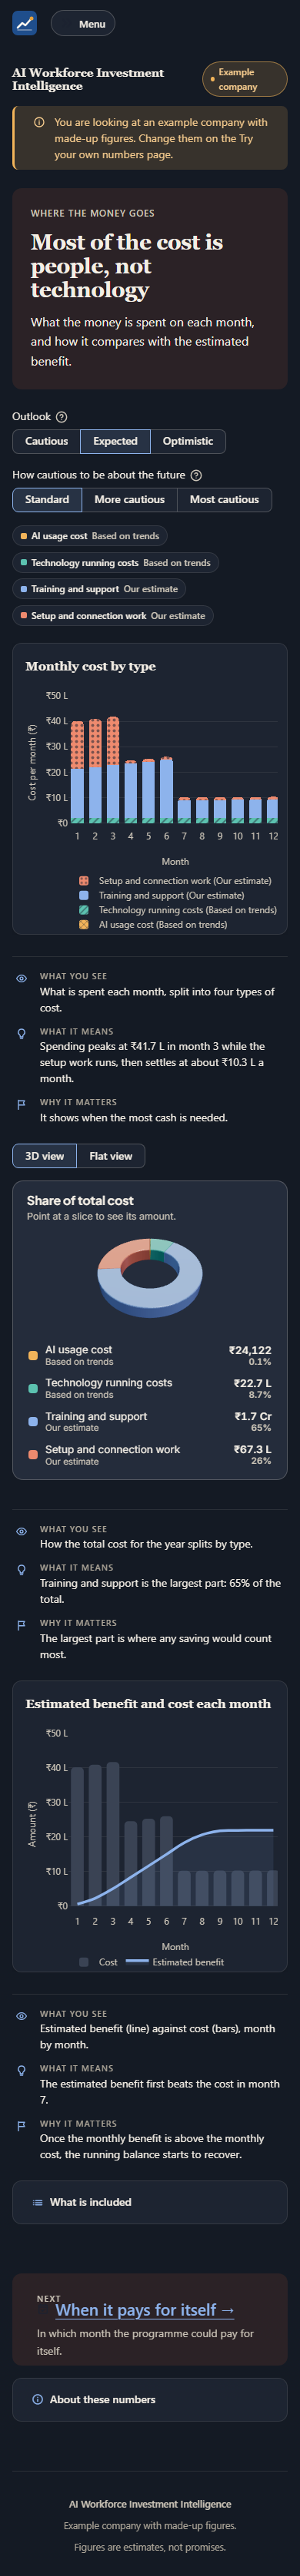 Menu
AI Workforce Investment
Intelligence
Example
company
You are looking at an example company with
made-up figures. Change them on the Try
your own numbers page.
WHERE THE MONEY GOES
Most of the cost is
people, not
technology
What the money is spent on each month,
and how it compares with the estimated
benefit.
Outlook ?
Cautious Expected Optimistic
How cautious to be about the future ?
Standard More cautious Most cautious
AI usage cost Based on trends
Technology running costs Based on trends
Training and support Our estimate
Setup and connection work Our estimate
Monthly cost by type
₹50 L
₹40 L
₹30 L
₹20 L
₹10 L
₹0
Cost per month (₹)
1 2 3 4 5 6 7 8 9 10 11 12
Month
Setup and connection work (Our estimate)
Training and support (Our estimate)
Technology running costs (Based on trends)
AI usage cost (Based on trends)
WHAT YOU SEE
What is spent each month, split into four types of
cost.
WHAT IT MEANS
Spending peaks at ₹41.7 L in month 3 while the
setup work runs, then settles at about ₹10.3 L a
month.
WHY IT MATTERS
It shows when the most cash is needed.
3D view Flat view
Share of total cost
Point at a slice to see its amount.
AI usage cost ₹24,122
Based on trends 0.1%
Technology running costs ₹22.7 L
Based on trends 8.7%
Training and support ₹1.7 Cr
Our estimate 65%
Setup and connection work ₹67.3 L
Our estimate 26%
WHAT YOU SEE
How the total cost for the year splits by type.
WHAT IT MEANS
Training and support is the largest part: 65% of the
total.
WHY IT MATTERS
The largest part is where any saving would count
most.
Estimated benefit and cost each month
₹50 L
₹40 L
₹30 L
₹20 L
₹10 L
₹0
Amount (₹)
1 2 3 4 5 6 7 8 9 10 11 12
Month
Cost Estimated benefit
WHAT YOU SEE
Estimated benefit (line) against cost (bars), month
by month.
WHAT IT MEANS
The estimated benefit first beats the cost in month
7.
WHY IT MATTERS
Once the monthly benefit is above the monthly
cost, the running balance starts to recover.
What is included
NEXT
When it pays for itself →
In which month the programme could pay for
itself.
About these numbers
AI Workforce Investment Intelligence
Example company with made-up figures.
Figures are estimates, not promises.